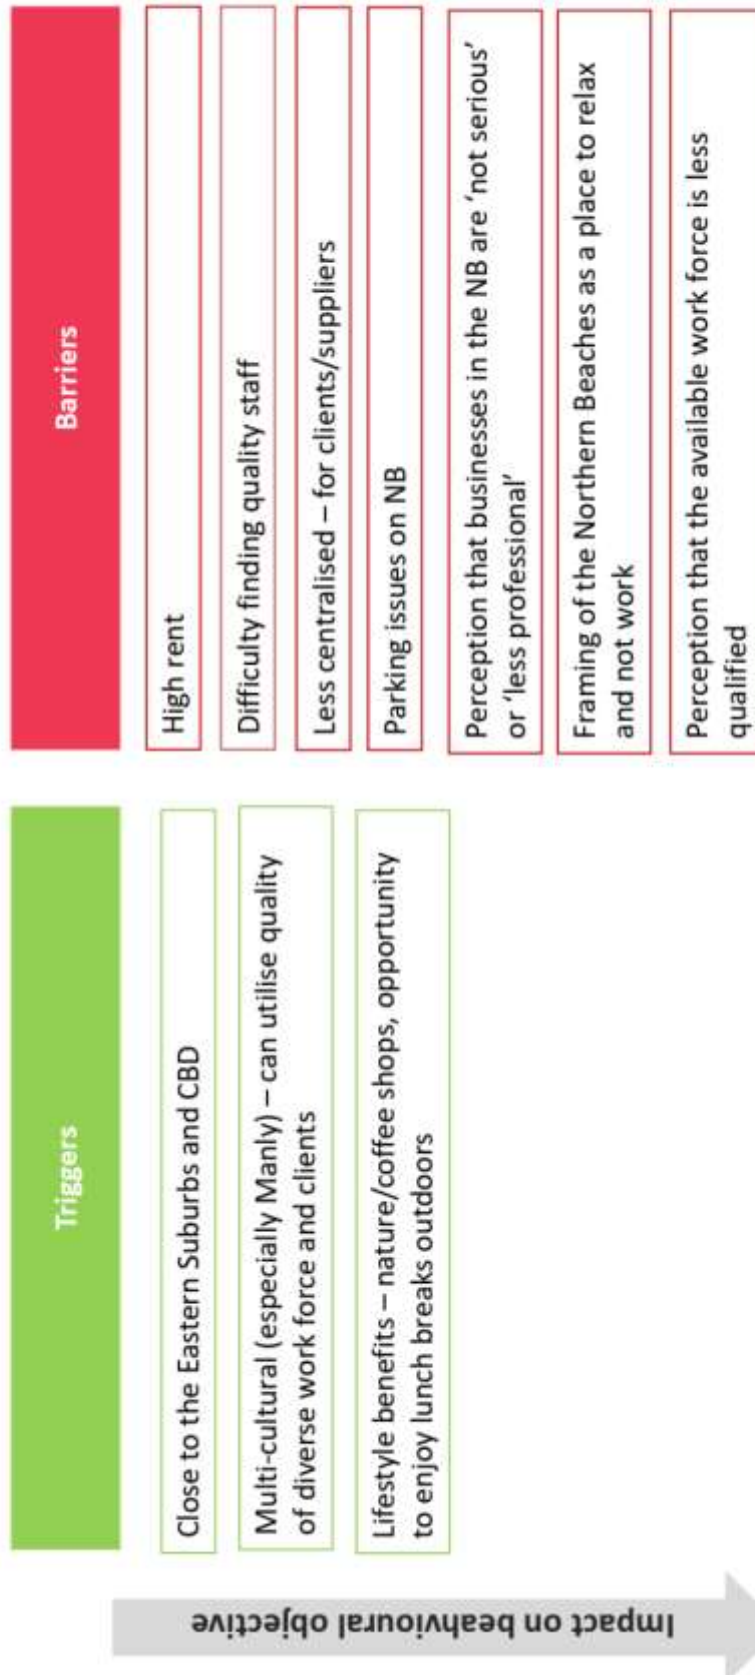 Impact on beahvioural objective
Triggers
Close to the Eastern Suburbs and CBD
Multi-cultural (especially Manly) – can utilise quality
of diverse work force and clients
Lifestyle benefits – nature/coffee shops, opportunity
to enjoy lunch breaks outdoors
Barriers
High rent
Difficulty finding quality staff
Less centralised – for clients/suppliers
Parking issues on NB
Perception that businesses in the NB are ‘not serious’
or ‘less professional’
Framing of the Northern Beaches as a place to relax
and not work
Perception that the available work force is less
qualified